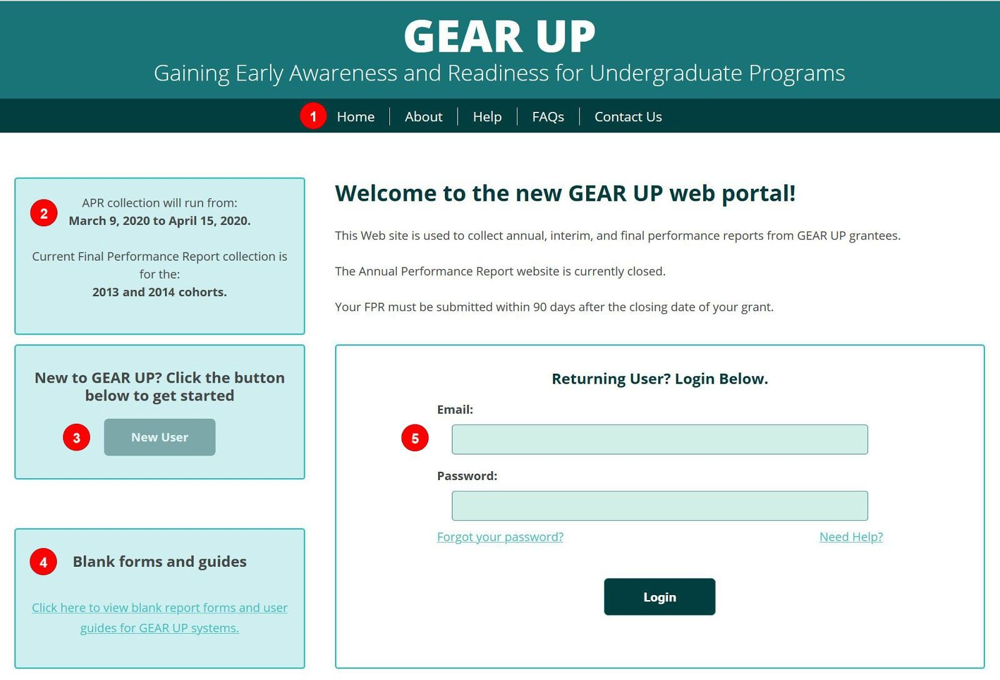 GEAR UP
Gaining Early Awareness and Readiness for Undergraduate Programs
1 Home About Help FAQs Contact Us
2
APR collection will run from:
March 9, 2020 to April 15, 2020.
Current Final Performance Report collection is
for the:
2013 and 2014 cohorts.
New to GEAR UP? Click the button
below to get started
3 New User
4 Blank forms and guides
Click here to view blank report forms and user
guides for GEAR UP systems.
Welcome to the new GEAR UP web portal!
This Web site is used to collect annual, interim, and final performance reports from GEAR UP grantees.
The Annual Performance Report website is currently closed.
Your FPR must be submitted within 90 days after the closing date of your grant.
Returning User? Login Below.
Email:
5
Password:
Forgot your password? Need Help?
Login